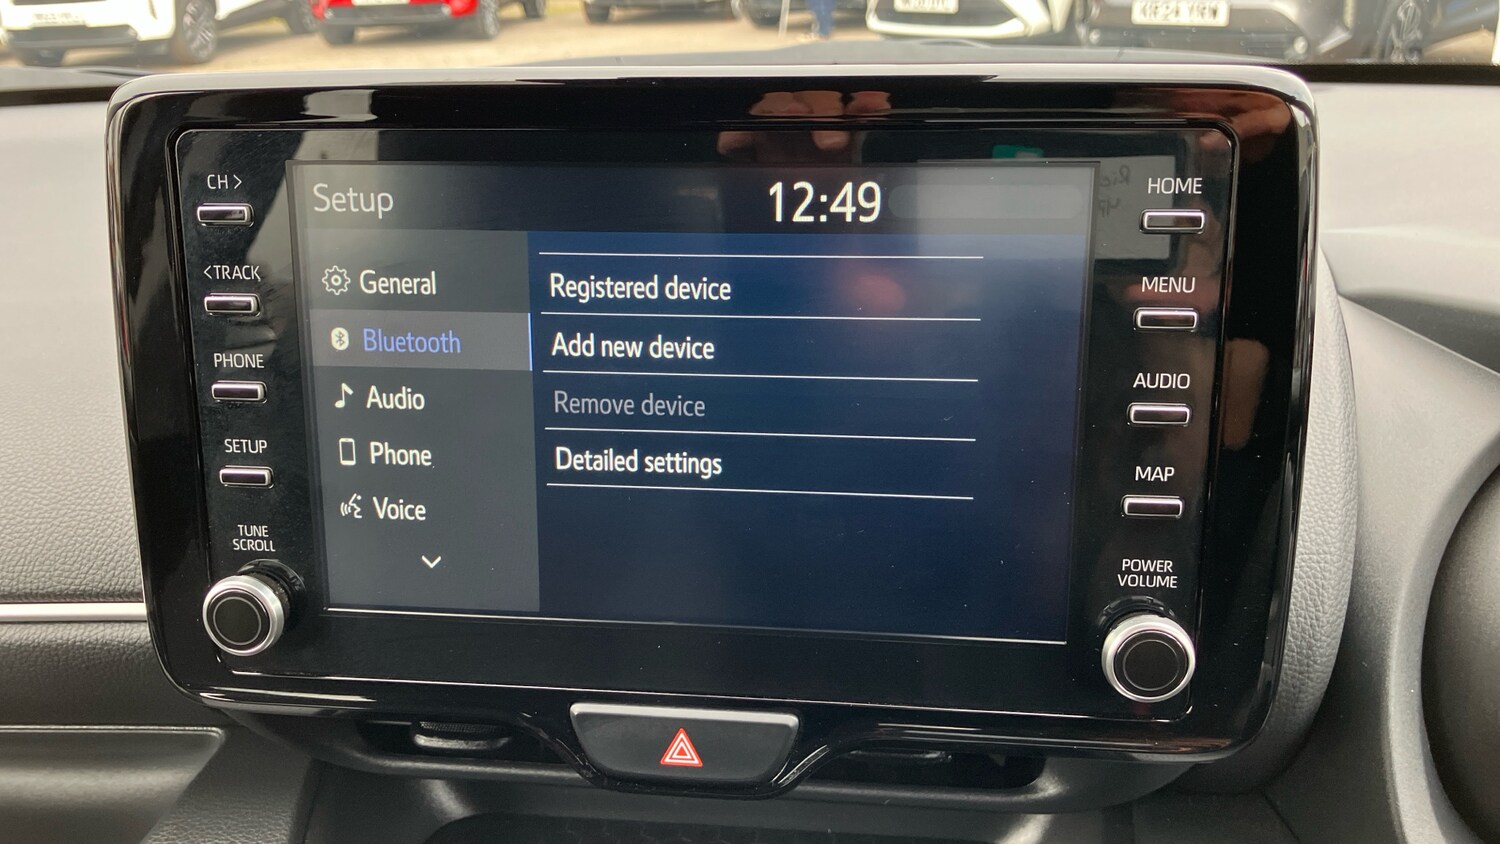 CH >
< TRACK
PHONE
SETUP
TUNE
SCROLL
Setup
12:49
General
Bluetooth
Audio
Phone
Voice
Registered device
Add new device
Remove device
Detailed settings
HOME
MENU
AUDIO
MAP
POWER
VOLUME